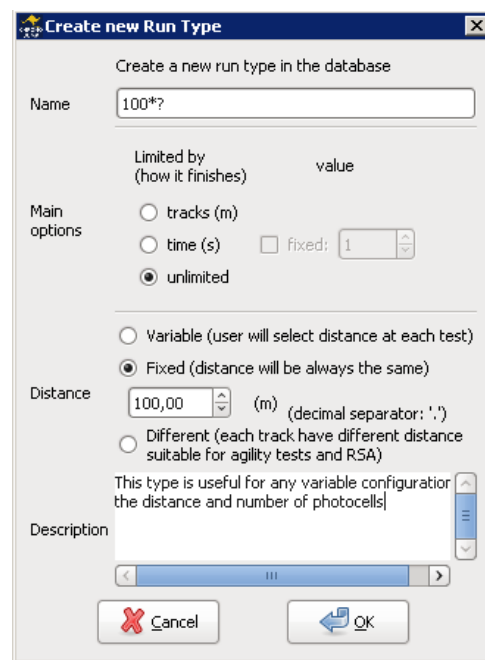 Create new Run Type
Create a new run type in the database
Name
100*?
Limited by
(how it finishes)
value
Main
options
tracks (m)
time (s)
fixed:
1
unlimited
Variable (user will select distance at each test)
Fixed (distance will be always the same)
Distance
100,00
(m)
(decimal separator: '.')
Different (each track have different distance
suitable for agility tests and RSA)
This type is useful for any variable configuration
the distance and number of photocells
Description
Cancel
OK